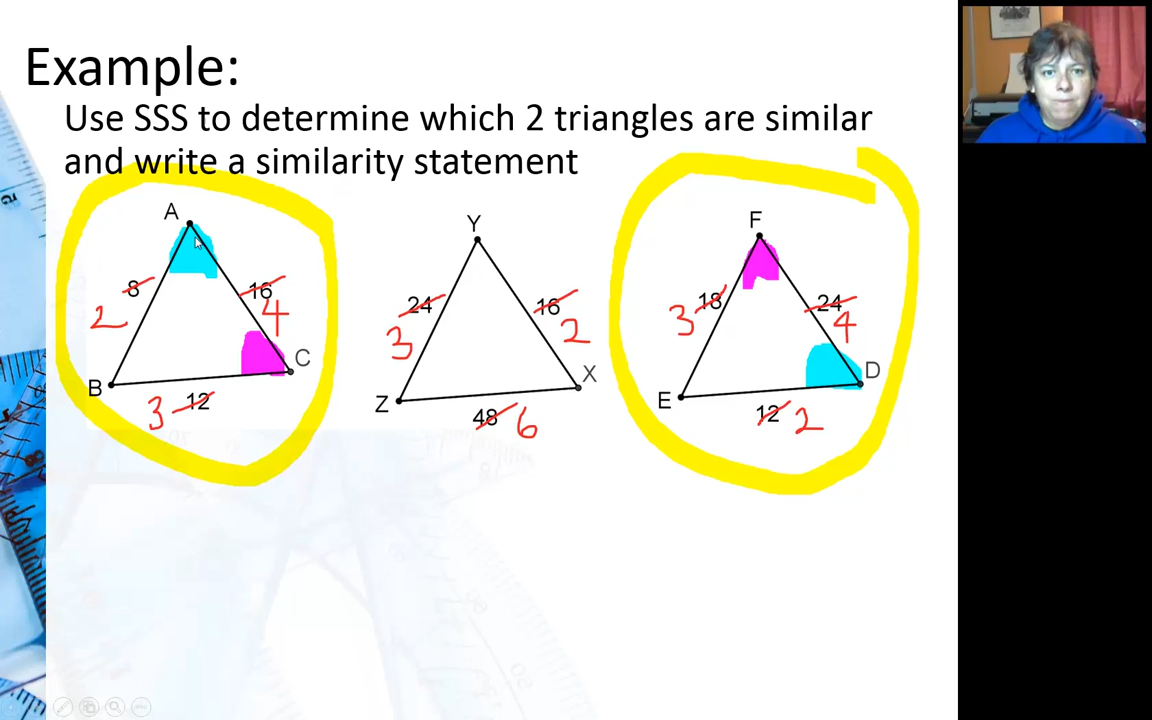 Example:
Use SSS to determine which 2 triangles are similar
and write a similarity statement
A
8
2
16
4
B
C
12
3
Y
24
3
16
2
Z
X
48
6
F
18
3
24
4
E
D
12
2